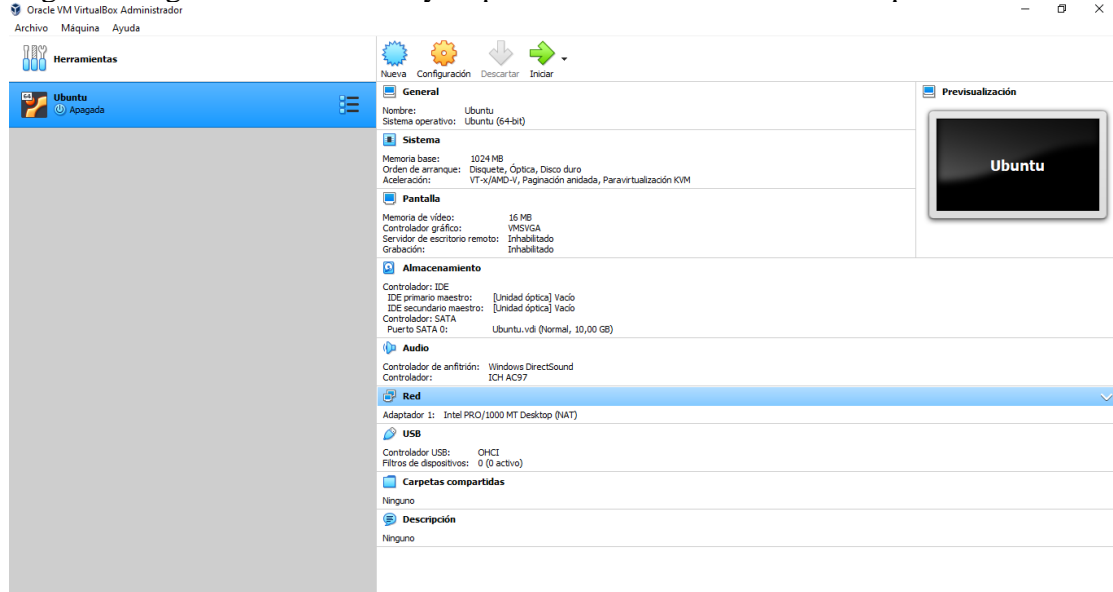 Oracle VM VirtualBox Administrador
Archivo Máquina Ayuda
Herramientas
64
Ubuntu
Apagada
Nueva Configuración Descartar Iniciar
General
Nombre: Ubuntu
Sistema operativo: Ubuntu (64-bit)
Sistema
Memoria base: 1024 MB
Orden de arranque: Disquete, Óptica, Disco duro
Aceleración: VT-x/AMD-V, Paginación anidada, Paravirtualización KVM
Pantalla
Memoria de vídeo: 16 MB
Controlador gráfico: VMSVGA
Servidor de escritorio remoto: Inhabilitado
Grabación: Inhabilitado
Previsualización
Ubuntu
Almacenamiento
Controlador: IDE
IDE primario maestro: [Unidad óptica] Vacío
IDE secundario maestro: [Unidad óptica] Vacío
Controlador: SATA
Puerto SATA 0: Ubuntu.vdi (Normal, 10,00 GB)
Audio
Controlador de anfitrión: Windows DirectSound
Controlador: ICH AC97
Red
Adaptador 1: Intel PRO/1000 MT Desktop (NAT)
USB
Controlador USB: OHCI
Filtros de dispositivos: 0 (0 activo)
Carpetas compartidas
Ninguno
Descripción
Ninguno